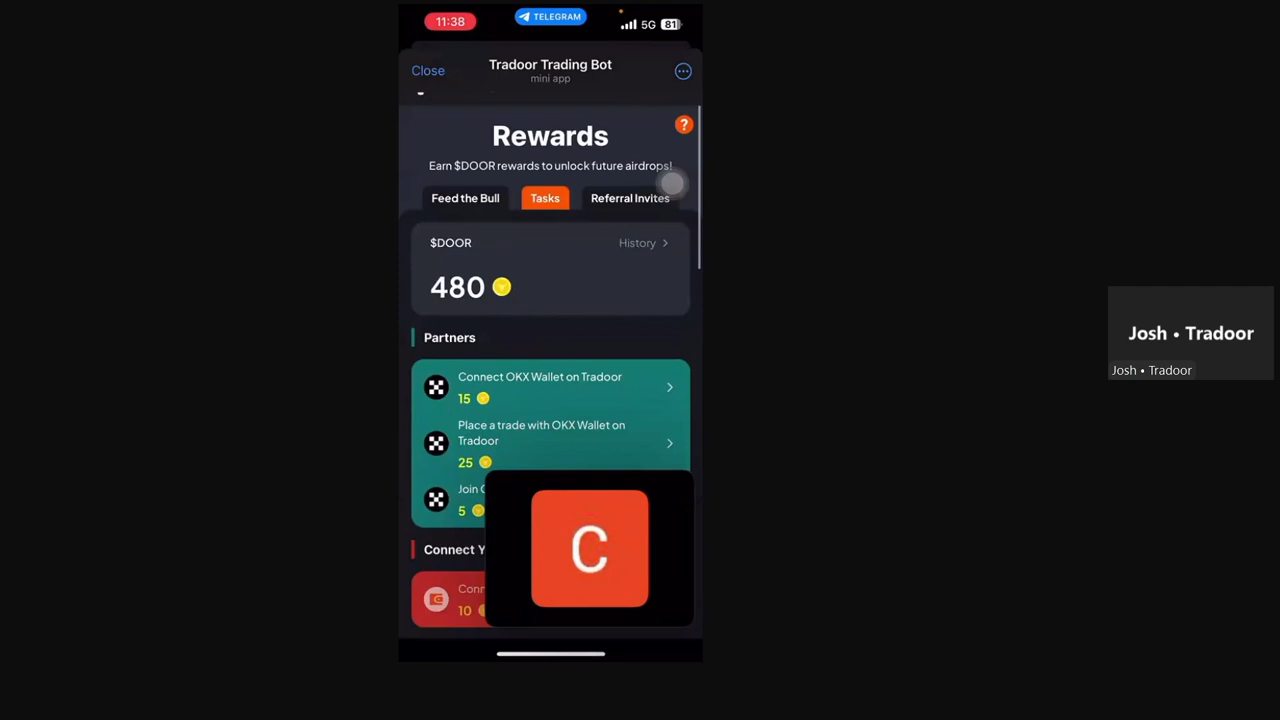 11:38
TELEGRAM
5G
81
Close
Tradoor Trading Bot
mini app
Rewards
?
Earn $DOOR rewards to unlock future airdrops!
Feed the Bull
Tasks
Referral Invites
$DOOR
History
480
Partners
Connect OKX Wallet on Tradoor
15
Place a trade with OKX Wallet on
Tradoor
25
Join
5
Connect
10
C
Josh • Tradoor
Josh • Tradoor